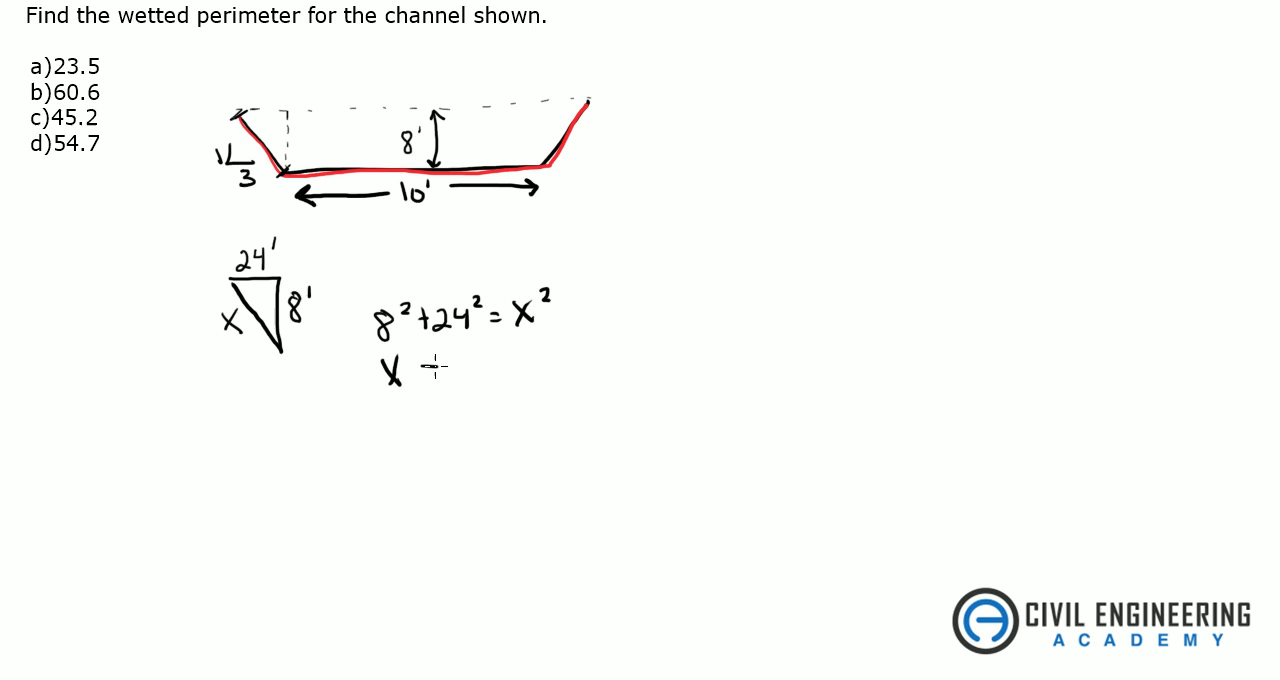 Find the wetted perimeter for the channel shown.
a)23.5
b)60.6
c)45.2
d)54.7
8'
1
3
10'
24'
x
8'
8²+24²=x²
x =
CIVIL ENGINEERING
ACADEMY